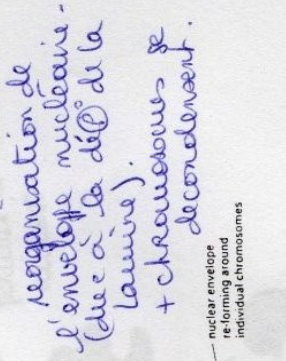 reorganisation de
l'enveloppe nucléaire.
(due à la déⓅ° de la
lamine).
+ chromosomes se
décondensent.
nuclear envelope
re-forming around
individual chromosomes